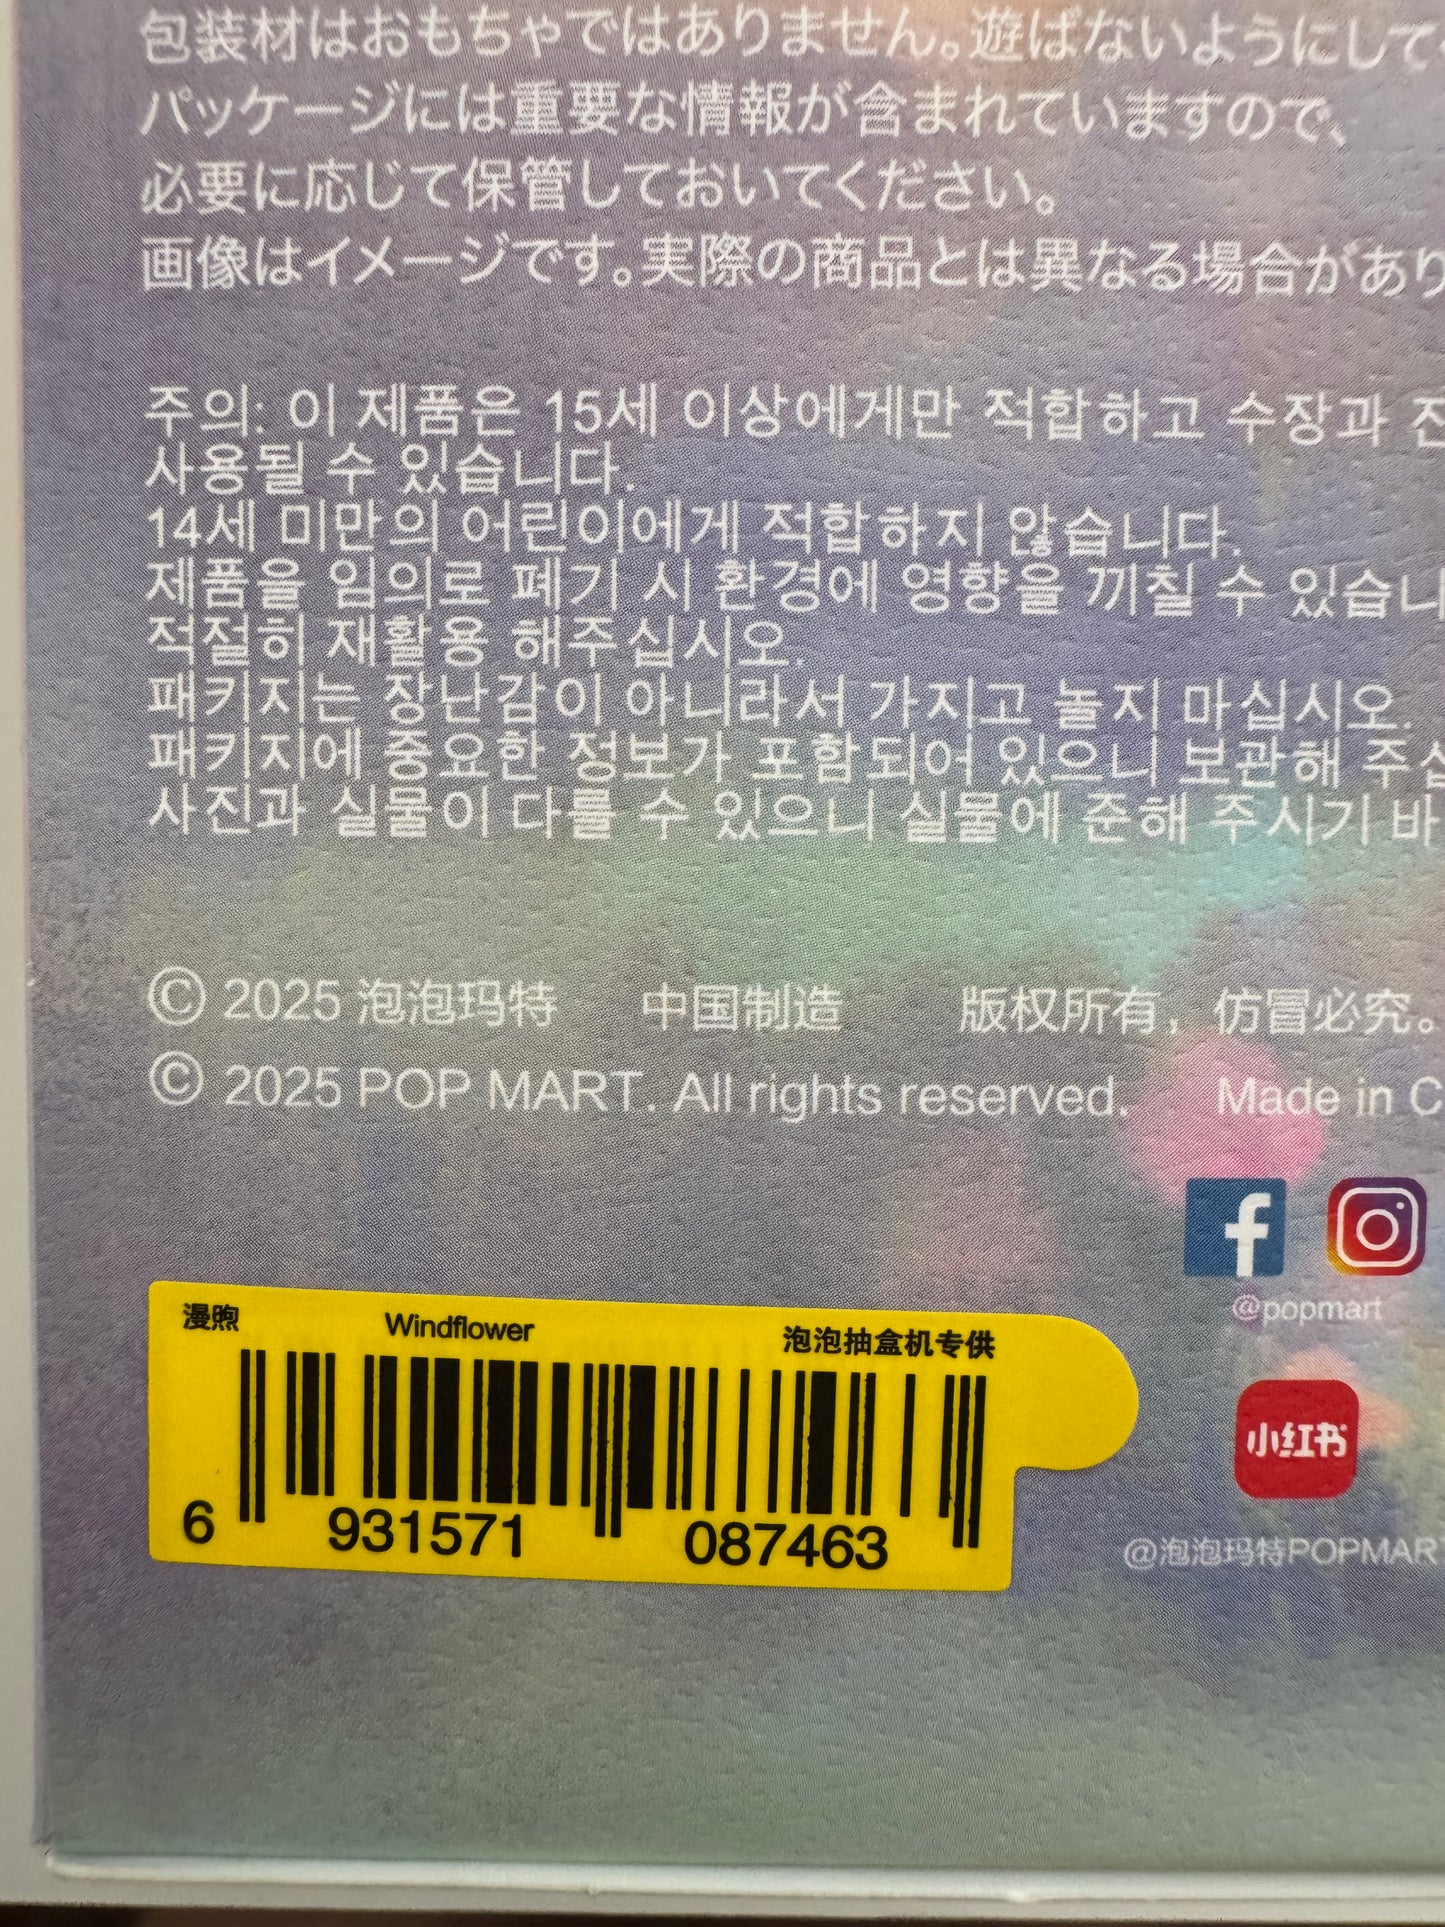 包装材はおもちゃではありません。遊ばないようにして
パッケージには重要な情報が含まれていますので、
必要に応じて保管しておいてください。
画像はイメージです。実際の商品とは異なる場合があり
주의: 이 제품은 15세 이상에게만 적합하고 수장과 진
사용될 수 있습니다.
14세 미만의 어린이에게 적합하지 않습니다.
제품을 임의로 폐기 시 환경에 영향을 끼칠 수 있습니
적절히 재활용 해주십시오.
패키지는 장난감이 아니라서 가지고 놀지 마십시오.
패키지에 중요한 정보가 포함되어 있으니 보관해 주십
사진과 실물이 다를 수 있으니 실물에 준해 주시기 바
© 2025 泡泡玛特 中国制造 版权所有，仿冒必究。
© 2025 POP MART. All rights reserved. Made in C
@popmart
小红书
@泡泡玛特POPMART
漫煦 Windflower 泡泡抽盒机专供
6 931571 087463